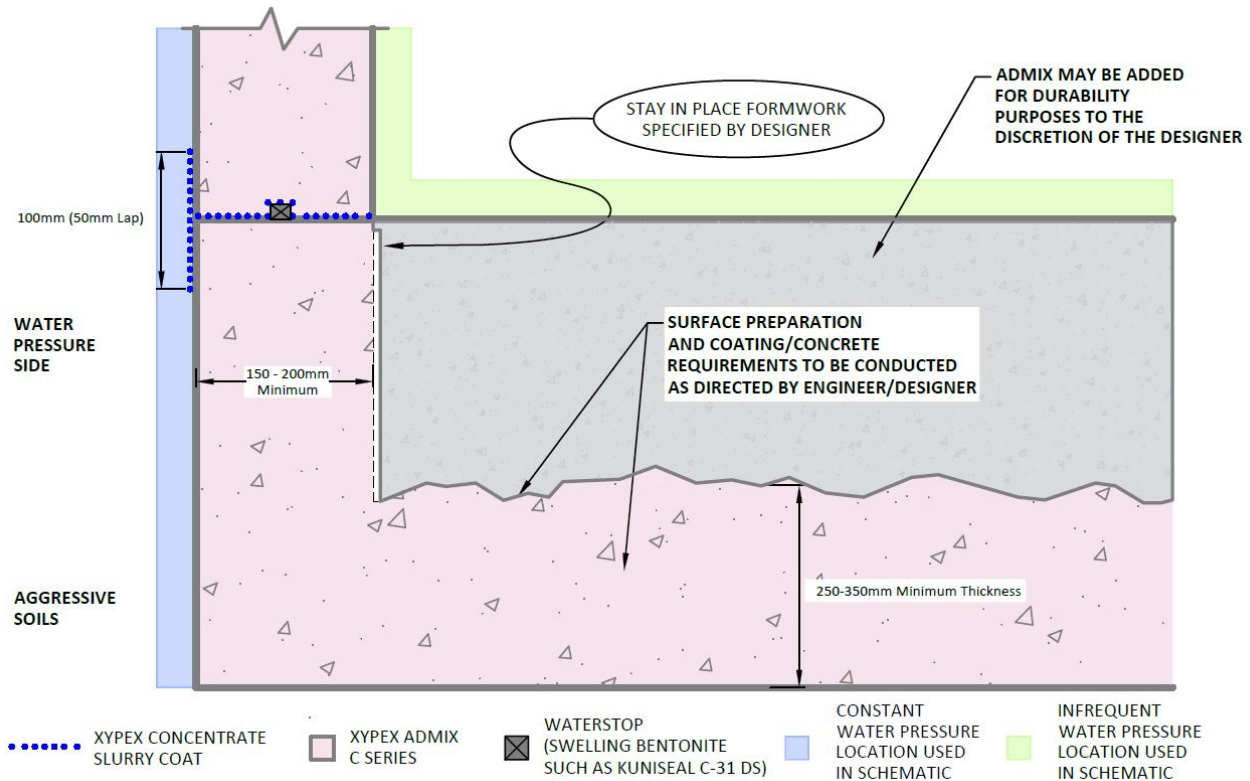 STAY IN PLACE FORMWORK
SPECIFIED BY DESIGNER
ADMIX MAY BE ADDED
FOR DURABILITY
PURPOSES TO THE
DISCRETION OF THE DESIGNER
100mm (50mm Lap)
WATER
PRESSURE
SIDE
SURFACE PREPARATION
AND COATING/CONCRETE
REQUIREMENTS TO BE CONDUCTED
AS DIRECTED BY ENGINEER/DESIGNER
150 - 200mm
Minimum
AGGRESSIVE
SOILS
250-350mm Minimum Thickness
XYPEX CONCENTRATE
SLURRY COAT
XYPEX ADMIX
C SERIES
WATERSTOP
(SWELLING BENTONITE
SUCH AS KUNISEAL C-31 DS)
CONSTANT
WATER PRESSURE
LOCATION USED
IN SCHEMATIC
INFREQUENT
WATER PRESSURE
LOCATION USED
IN SCHEMATIC